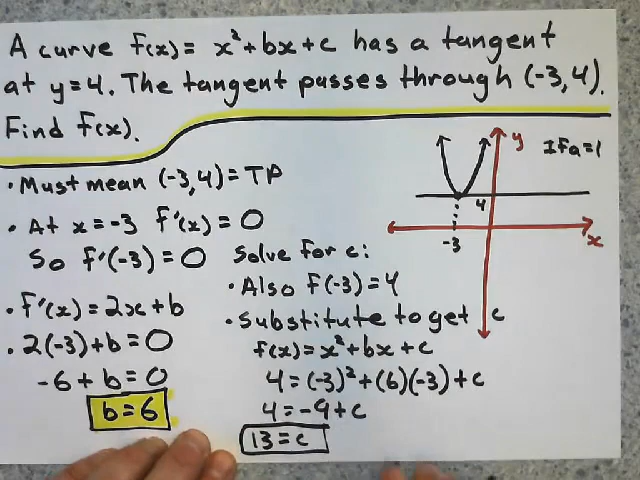 A curve f(x) = x² + bx + c has a tangent
at y=4. The tangent passes through (-3,4).
Find f(x).
• Must mean (-3,4) = TP
• At x = -3 f'(x) = 0
So f'(-3) = 0
• f'(x) = 2x + b
• 2(-3) + b = 0
-6 + b = 0
b = 6
Solve for c:
• Also f(-3) = 4
• Substitute to get c
f(x) = x² + bx + c
4 = (-3)² + (6)(-3) + c
4 = -9 + c
13 = c
y
If a = 1
4
-3
x